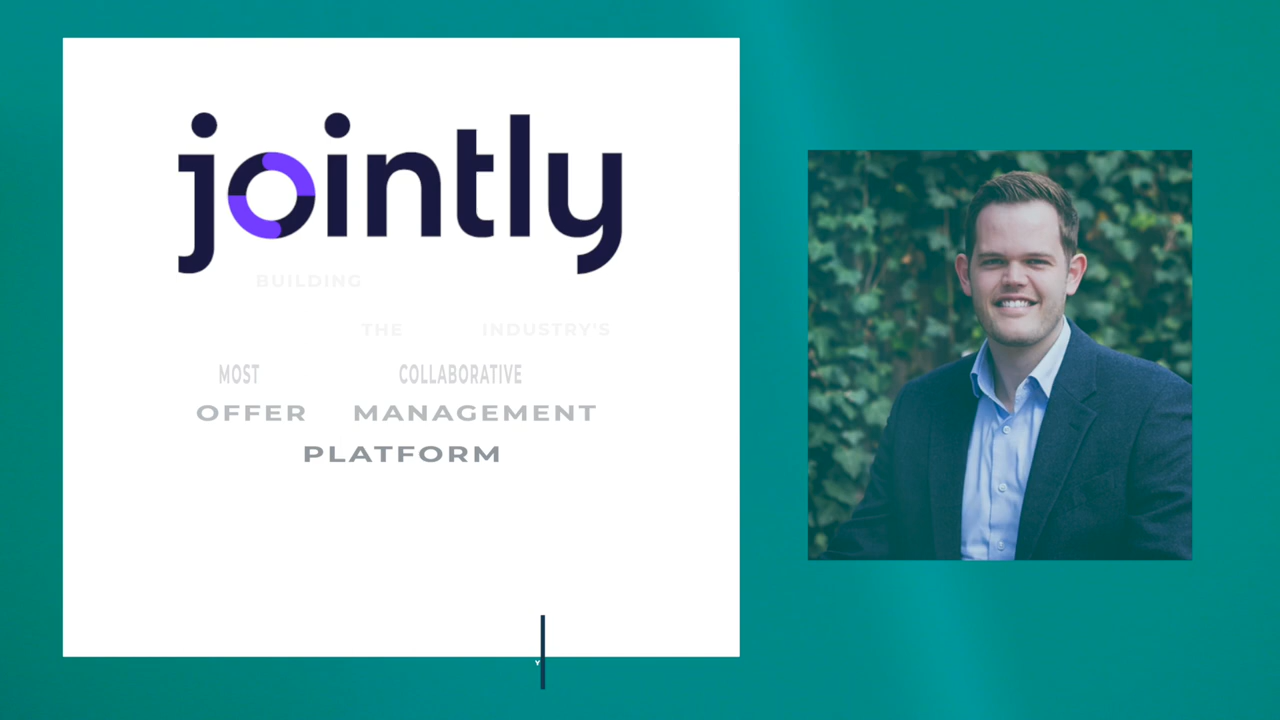 jointly
BUILDING
THE INDUSTRY'S
MOST COLLABORATIVE
OFFER MANAGEMENT
PLATFORM
Y